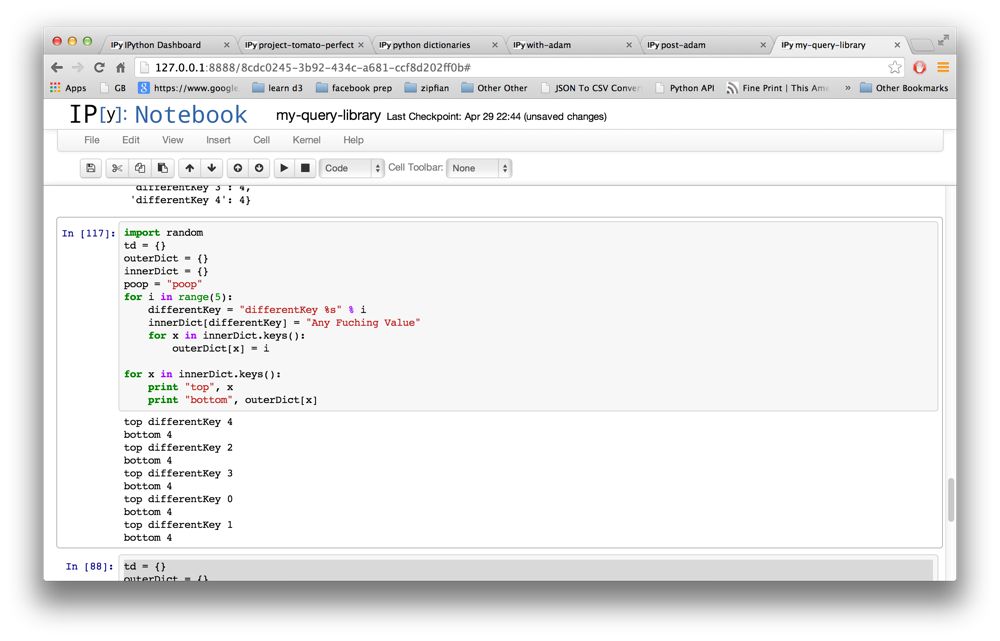 IPy IPython Dashboard
IPy project-tomato-perfect
IPy python dictionaries
IPy with-adam
IPy post-adam
IPy my-query-library
127.0.0.1:8888/8cdc0245-3b92-434c-a681-ccf8d202ff0b#
Apps GB https://www.google. learn d3 facebook prep zipfian Other Other JSON To CSV Conver Python API Fine Print | This Ame » Other Bookmarks
IP[y]: Notebook my-query-library Last Checkpoint: Apr 29 22:44 (unsaved changes)
File Edit View Insert Cell Kernel Help
Code Cell Toolbar: None
'differentKey 3': 4,
'differentKey 4': 4}
In [117]: import random
td = {}
outerDict = {}
innerDict = {}
poop = "poop"
for i in range(5):
    differentKey = "differentKey %s" % i
    innerDict[differentKey] = "Any Fuching Value"
    for x in innerDict.keys():
        outerDict[x] = i
for x in innerDict.keys():
    print "top", x
    print "bottom", outerDict[x]
top differentKey 4
bottom 4
top differentKey 2
bottom 4
top differentKey 3
bottom 4
top differentKey 0
bottom 4
top differentKey 1
bottom 4
In [88]: td = {}
outerDict = {}